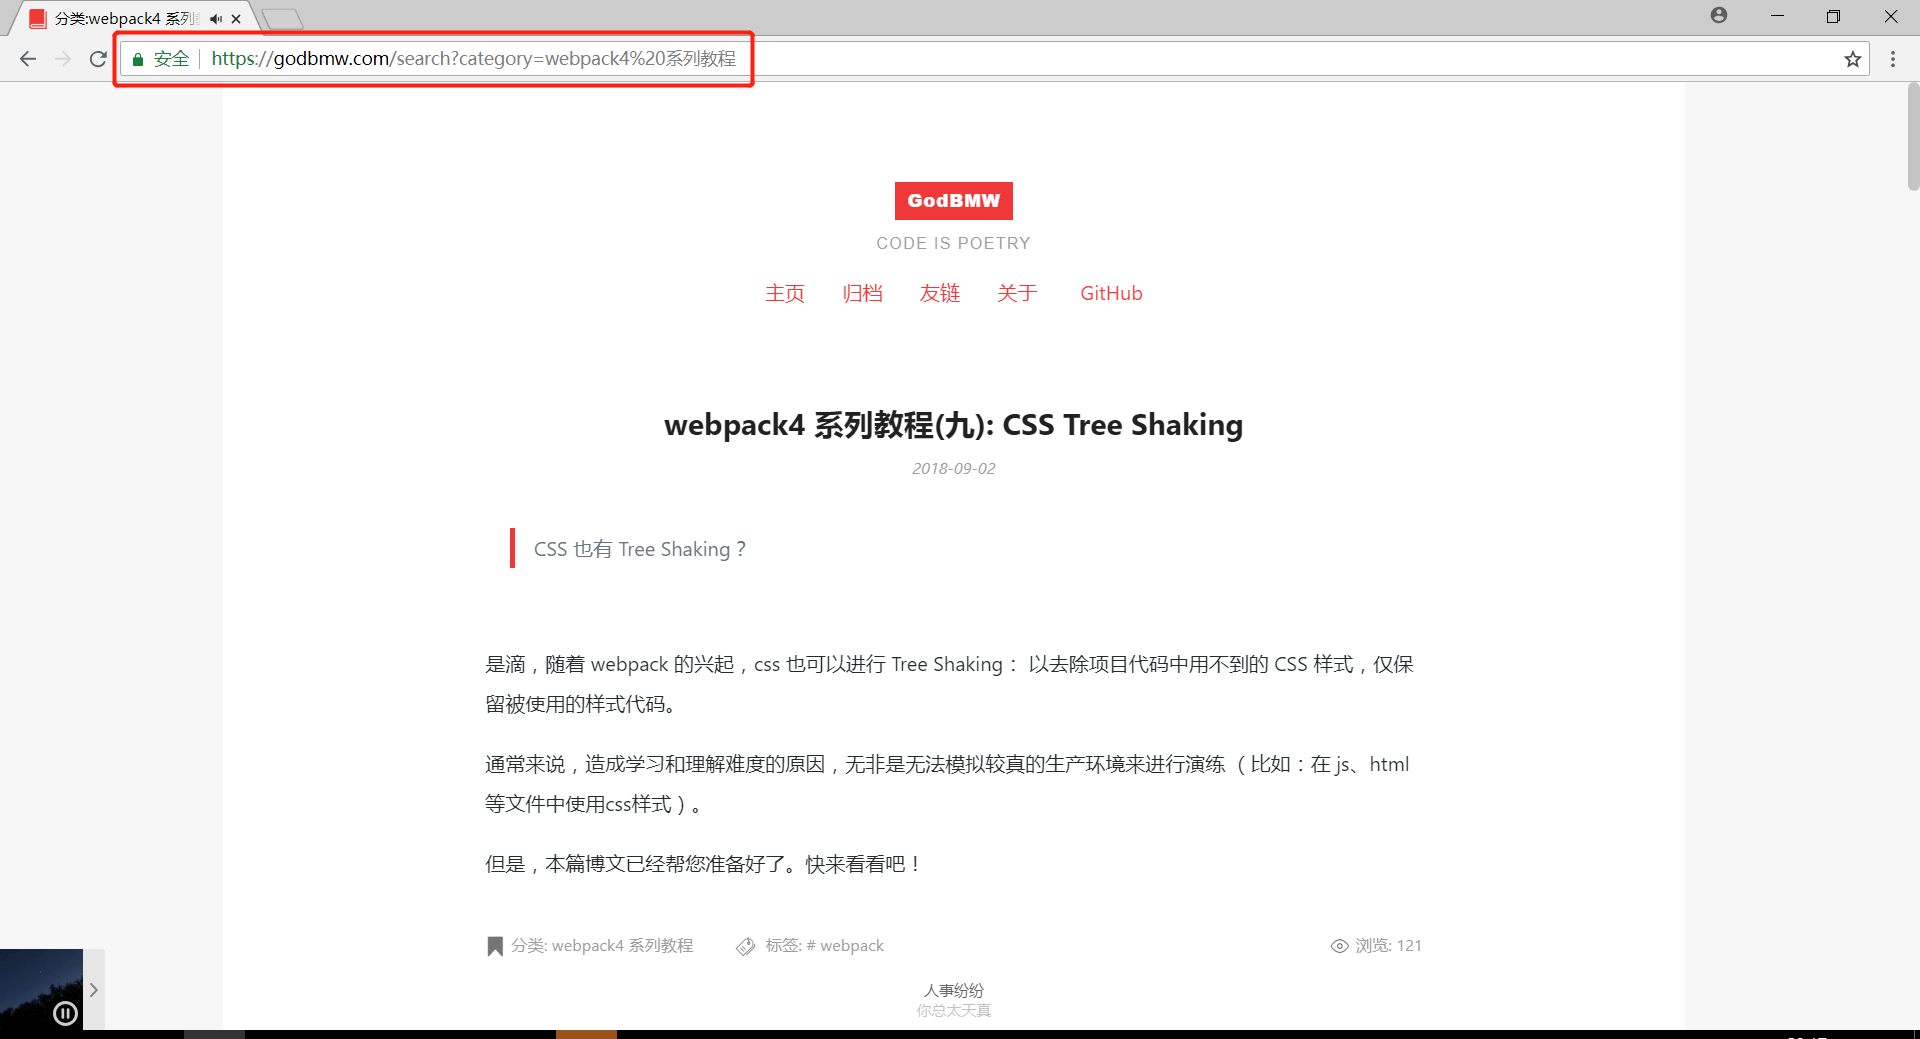 分类:webpack4 系列
安全 https://godbmw.com/search?category=webpack4%20系列教程
GodBMW
CODE IS POETRY
主页 归档 友链 关于 GitHub
webpack4 系列教程(九): CSS Tree Shaking
2018-09-02
CSS 也有 Tree Shaking？
是滴，随着 webpack 的兴起，css 也可以进行 Tree Shaking： 以去除项目代码中用不到的 CSS 样式，仅保
留被使用的样式代码。
通常来说，造成学习和理解难度的原因，无非是无法模拟较真的生产环境来进行演练 （比如：在 js、html
等文件中使用css样式）。
但是，本篇博文已经帮您准备好了。快来看看吧！
分类: webpack4 系列教程 标签: # webpack 浏览: 121
人事纷纷
你总太天真